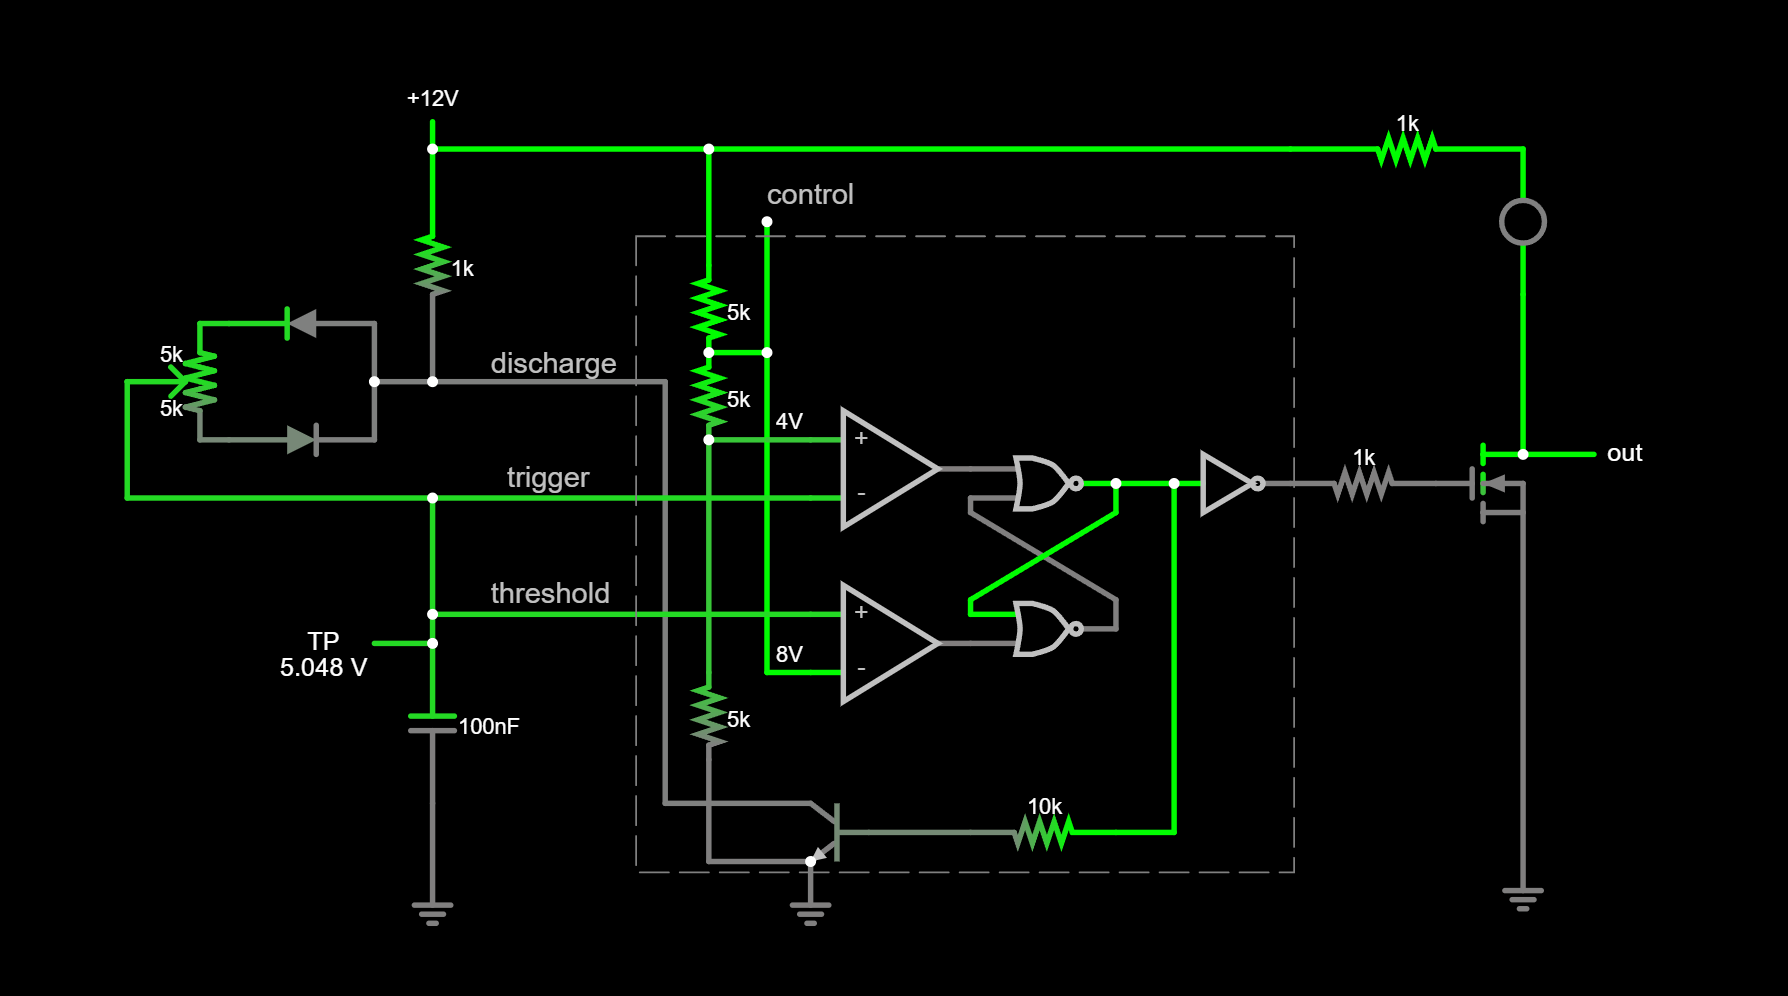 +12V
1k
control
1k
5k
5k
discharge
5k
5k
4V
+
-
trigger
1k
out
threshold
+
TP
5.048 V
8V
-
5k
100nF
10k